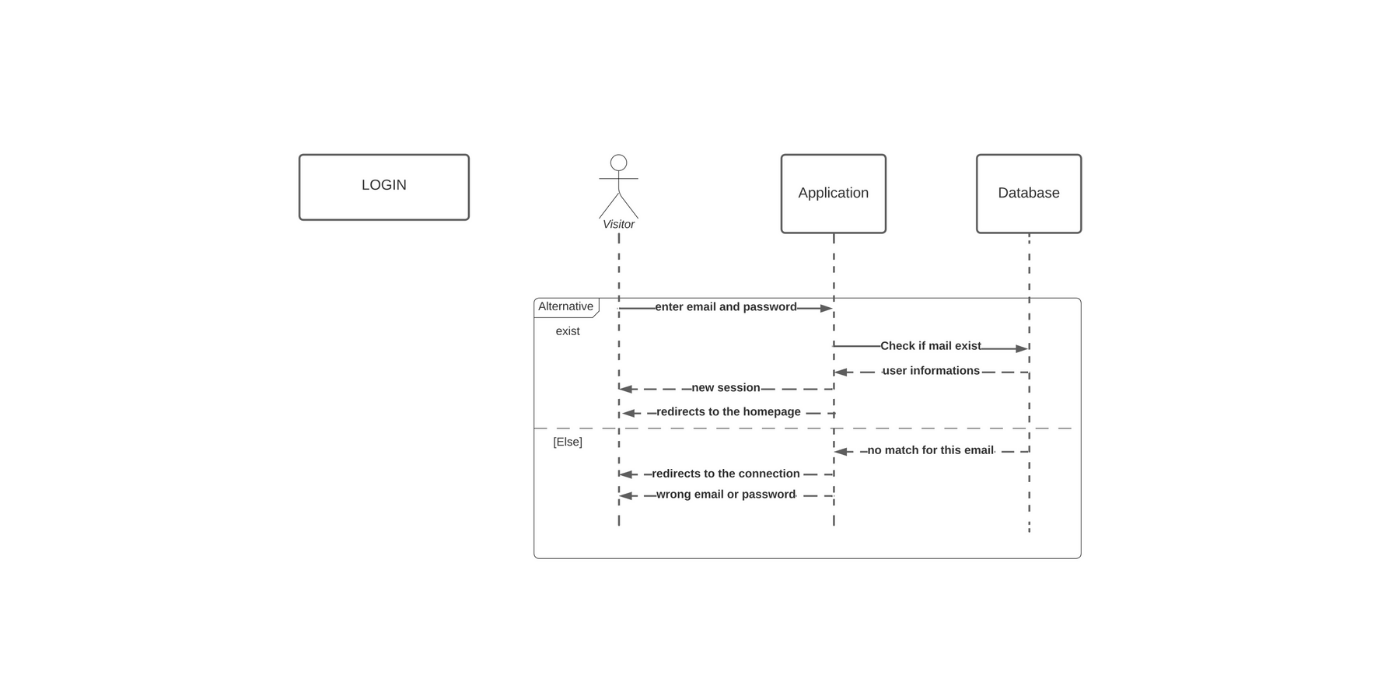 LOGIN
Visitor
Application
Database
Alternative
enter email and password
exist
Check if mail exist
user informations
new session
redirects to the homepage
[Else]
no match for this email
redirects to the connection
wrong email or password